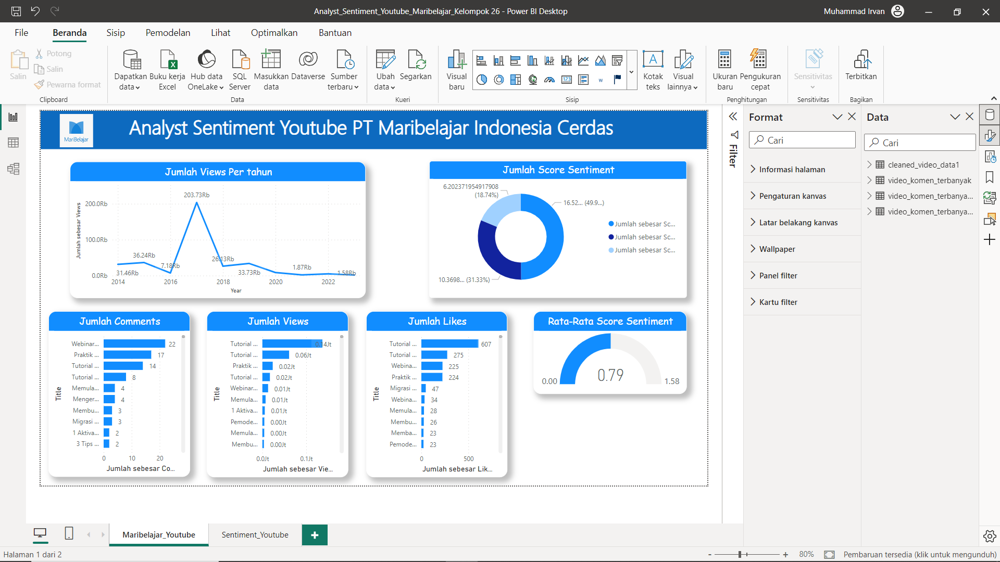 Analyst_Sentiment_Youtube_Maribelajar_Kelompok 26 - Power BI Desktop
Muhammad Irvan
File
Beranda
Sisip
Pemodelan
Lihat
Optimalkan
Bantuan
Salin
Potong
Salin
Pewarna format
Clipboard
Dapatkan data
Buku kerja Excel
Hub data OneLake
SQL Server
Masukkan data
Dataverse
Sumber terbaru
Data
Ubah data
Segarkan
Kueri
Visual baru
123
W
Sisip
A
Kotak teks
Visual lainnya
Ukuran baru
Pengukuran cepat
Penghitungan
Sensitivitas
Sensitivitas
Terbitkan
Bagikan
MariBelajar
Analyst Sentiment Youtube PT Maribelajar Indonesia Cerdas
Jumlah Views Per tahun
Jumlah sebesar Views
200.0Rb
100.0Rb
0.0Rb
31.46Rb
36.24Rb
7.18Rb
203.73Rb
26.13Rb
33.73Rb
1.87Rb
1.58Rb
2014
2016
2018
2020
2022
Year
Jumlah Score Sentiment
6.202371954917908
(18.74%)
16.52... (49.9...)
10.3698... (31.33%)
Jumlah sebesar Sc...
Jumlah sebesar Sc...
Jumlah sebesar Sc...
Jumlah Comments
Title
Webinar... 22
Praktik ... 17
Tutorial ... 14
Tutorial ... 8
Memula... 4
Menger... 4
Membu... 3
Migrasi ... 3
1 Aktiva... 2
3 Tips ... 2
0 10 20
Jumlah sebesar Co...
Jumlah Views
Title
Tutorial ... 0.14Jt
Tutorial ... 0.06Jt
Praktik ... 0.02Jt
Tutorial ... 0.02Jt
Webinar... 0.01Jt
Memula... 0.01Jt
1 Aktiva... 0.01Jt
Pemode... 0.00Jt
Memula... 0.00Jt
Membu... 0.00Jt
0.0Jt 0.1Jt
Jumlah sebesar Vie...
Jumlah Likes
Title
Tutorial ... 607
Tutorial ... 275
Webina... 225
Praktik ... 224
Migrasi ... 47
Webina... 34
Memula... 28
Membu... 26
Memba... 23
Pemode... 23
0 500
Jumlah sebesar Lik...
Rata-Rata Score Sentiment
0.00
0.79
1.58
Filter
Format
Cari
Informasi halaman
Pengaturan kanvas
Latar belakang kanvas
Wallpaper
Panel filter
Kartu filter
Data
Cari
cleaned_video_data1
video_komen_terbanyak
video_komen_terbanya...
video_komen_terbanya...
Maribelajar_Youtube
Sentiment_Youtube
Halaman 1 dari 2
80%
Pembaruan tersedia (klik untuk mengunduh)